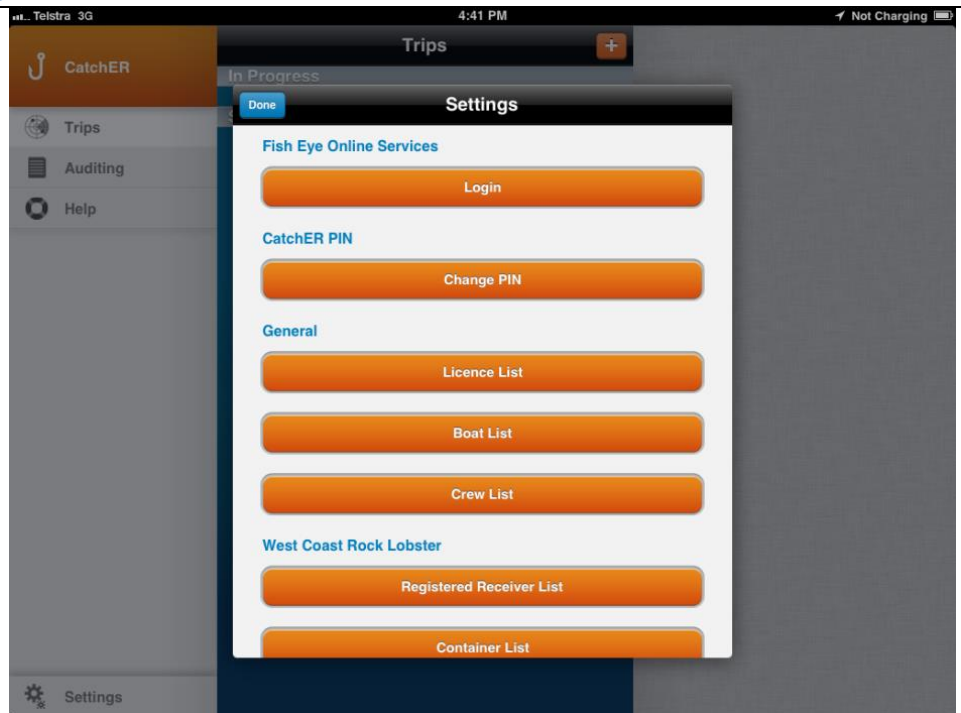 Telstra 3G 4:41 PM Not Charging
CatchER
Trips
Auditing
Help
Settings
Trips +
In Progress
S
Done Settings
Fish Eye Online Services
Login
CatchER PIN
Change PIN
General
Licence List
Boat List
Crew List
West Coast Rock Lobster
Registered Receiver List
Container List